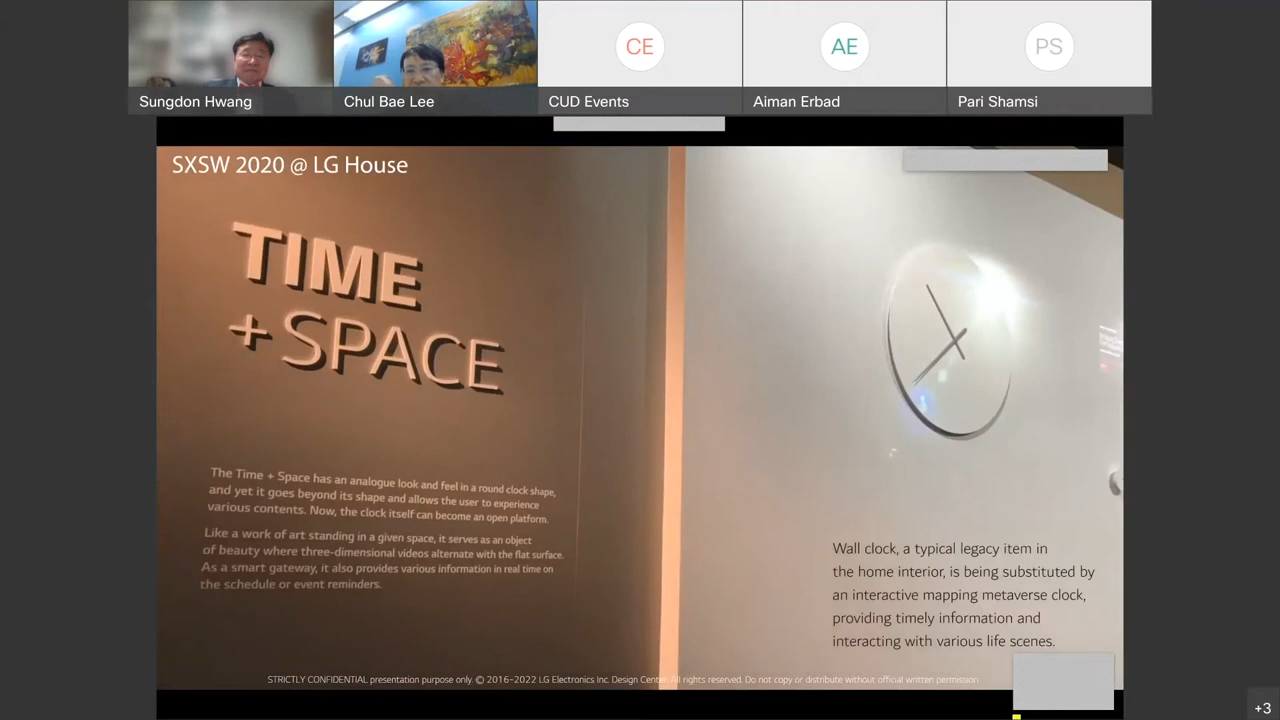 Sungdon Hwang
Chul Bae Lee
CE
CUD Events
AE
Aiman Erbad
PS
Pari Shamsi
SXSW 2020 @ LG House
TIME
+SPACE
The Time + Space has an analogue look and feel in a round clock shape,
and yet it goes beyond its shape and allows the user to experience
various contents. Now, the clock itself can become an open platform.
Like a work of art standing in a given space, it serves as an object
of beauty where three-dimensional videos alternate with the flat surface.
As a smart gateway, it also provides various information in real time on
the schedule or event reminders.
Wall clock, a typical legacy item in
the home interior, is being substituted by
an interactive mapping metaverse clock,
providing timely information and
interacting with various life scenes.
STRICTLY CONFIDENTIAL presentation purpose only. © 2016-2022 LG Electronics Inc. Design Center. All rights reserved. Do not copy or distribute without official written permission
+3